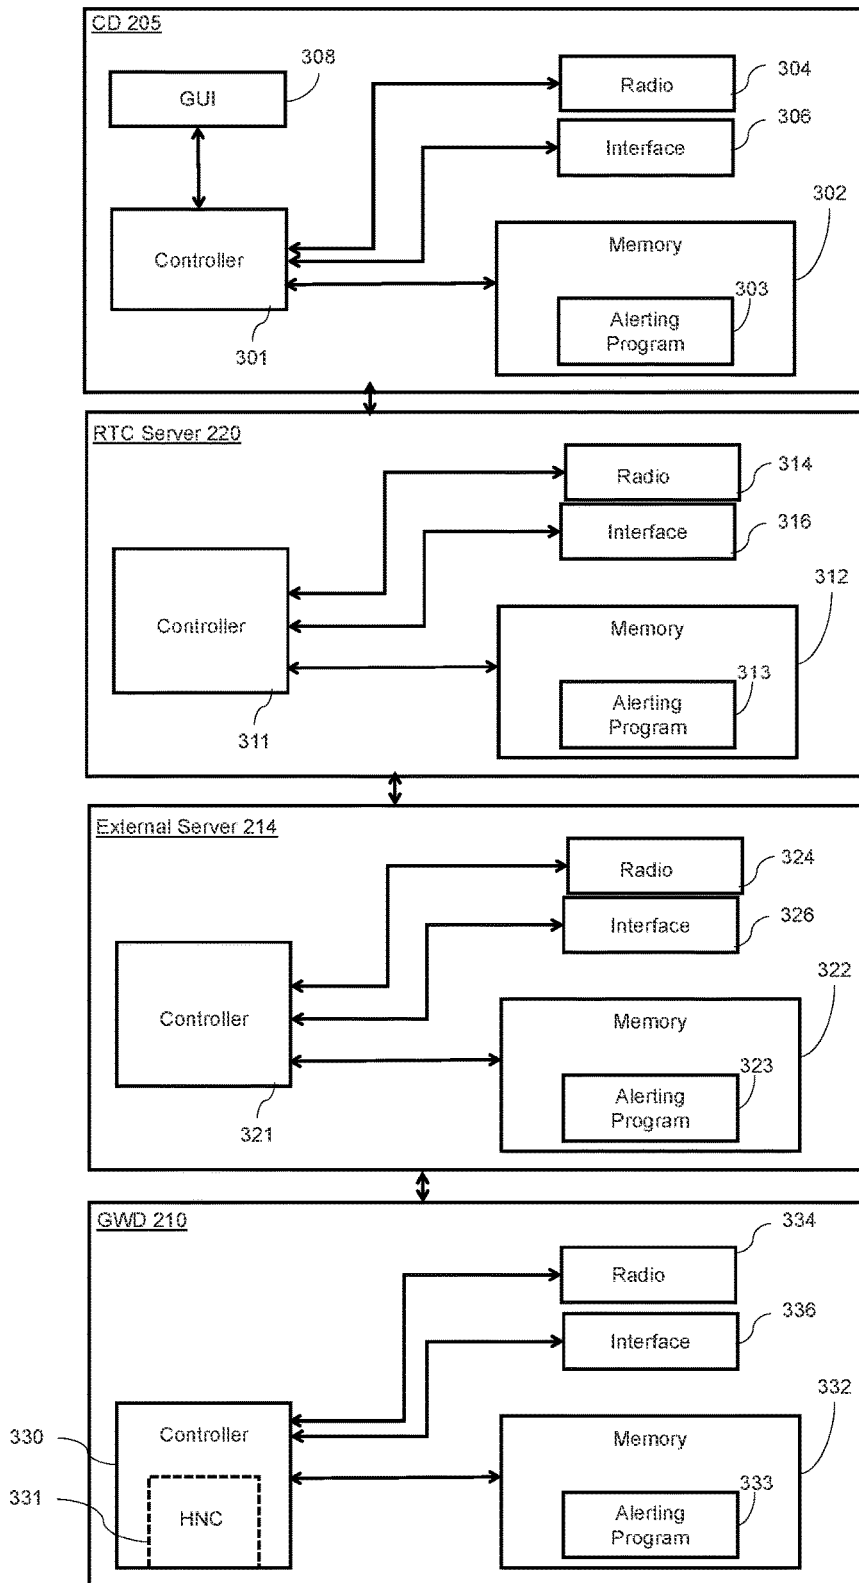 CD 205
308
GUI
Radio
304
Interface
306
302
Controller
Memory
303
Alerting
Program
301
RTC Server 220
Radio
314
Interface
316
312
Controller
Memory
313
Alerting
Program
311
External Server 214
Radio
324
Interface
326
322
Controller
Memory
323
Alerting
Program
321
GWD 210
334
Radio
Interface
336
332
330
Controller
Memory
331
HNC
333
Alerting
Program